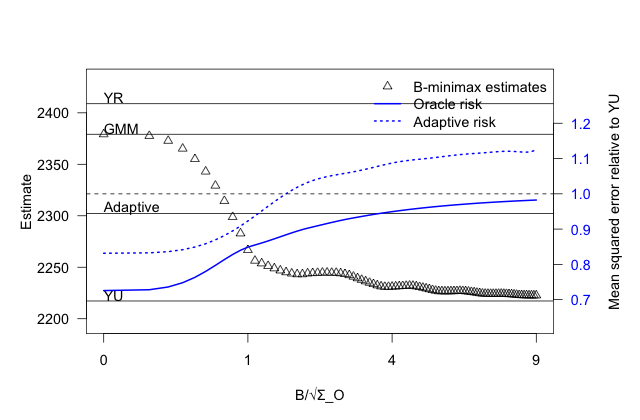 B-minimax estimates
Oracle risk
Adaptive risk
YR
GMM
Adaptive
YU
2400
2350
2300
2250
2200
Estimate
1.2
1.1
1.0
0.9
0.8
0.7
Mean squared error relative to YU
0 1 4 9
B/√Σ_O